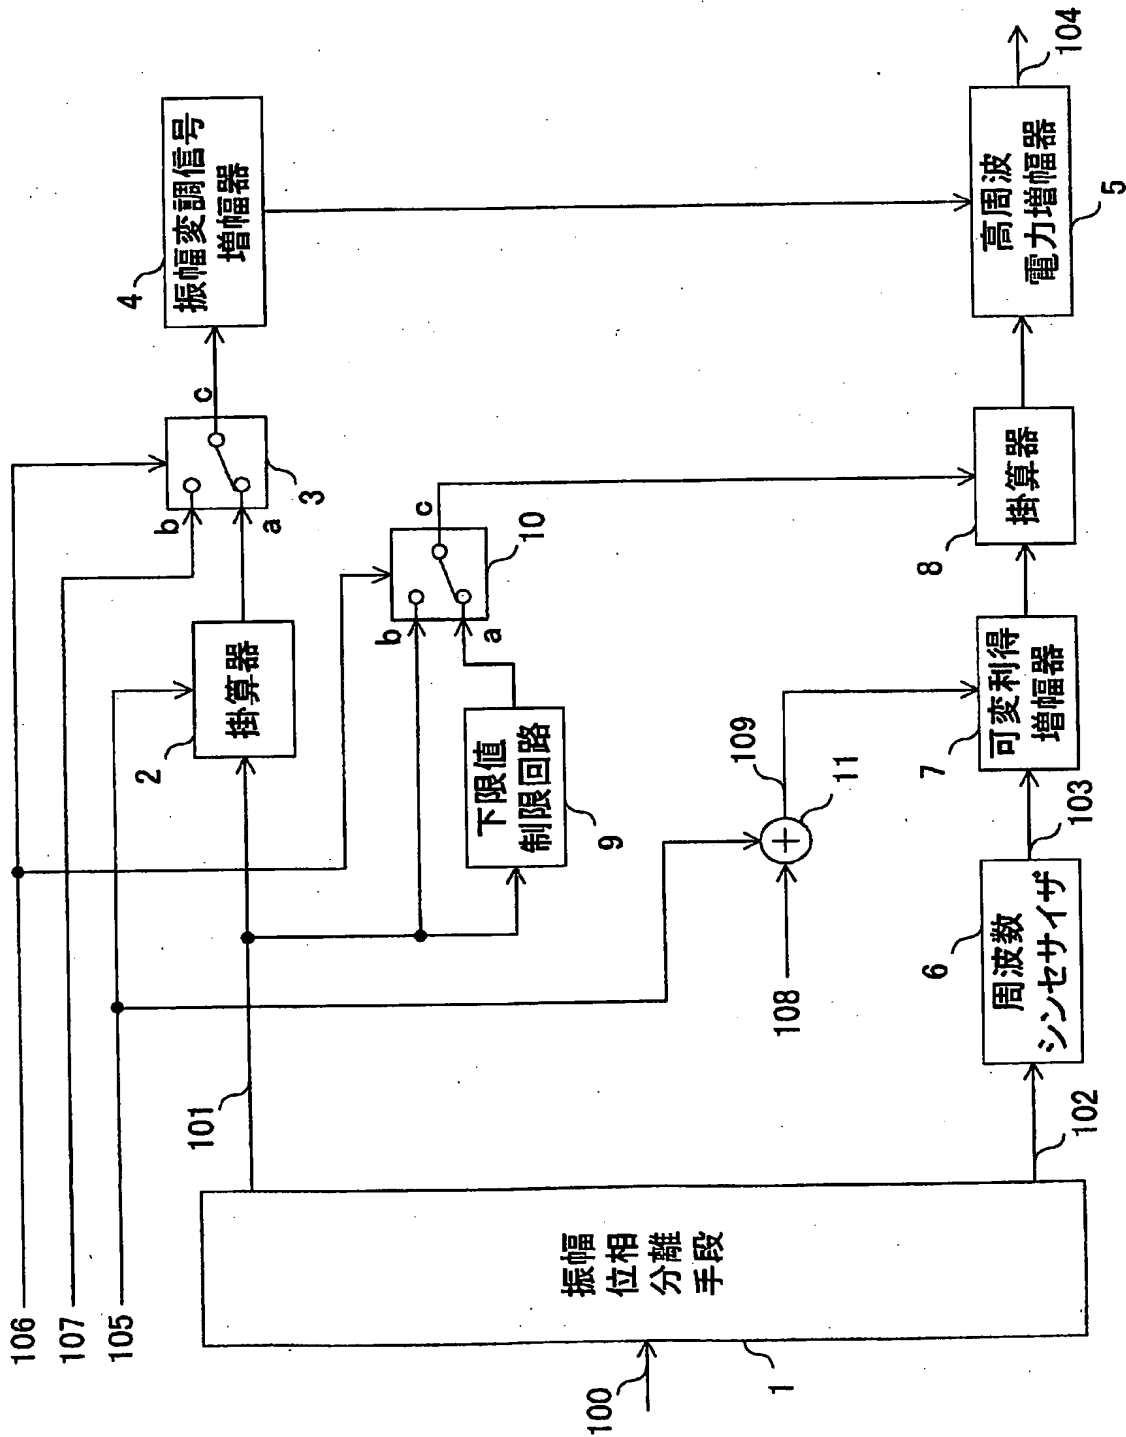 106
107
105
100
1
振幅
位相
分離
手段
101
102
2
掛算器
b
a
3
c
4
振幅変調信号
増幅器
下限値
制限回路
9
b
a
10
c
108
109
11
6
周波数
シンセサイザ
103
7
可変利得
増幅器
8
掛算器
高周波
電力増幅器
5
104